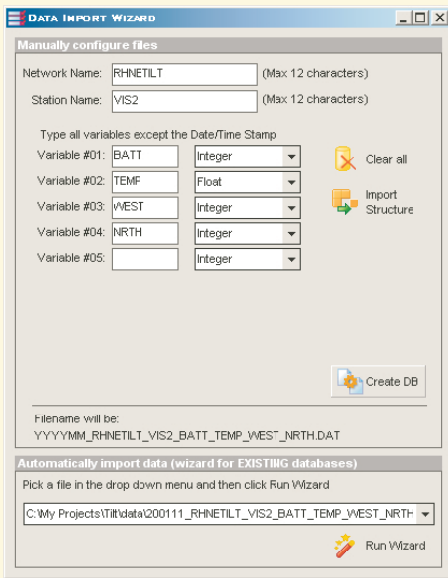 DATA IMPORT WIZARD
Manually configure files
Network Name: RHNETILT (Max 12 characters)
Station Name: VIS2 (Max 12 characters)
Type all variables except the Date/Time Stamp
Variable #01: BATT Integer Clear all
Variable #02: TEMP Float
Variable #03: WEST Integer Import Structure
Variable #04: NRTH Integer
Variable #05: Integer
Create DB
Filename will be:
YYYYMM_RHNETILT_VIS2_BATT_TEMP_WEST_NRTH.DAT
Automatically import data (wizard for EXISTING databases)
Pick a file in the drop down menu and then click Run Wizard
C:\My Projects\Tilt\data\200111_RHNETILT_VIS2_BATT_TEMP_WEST_NRTH
Run Wizard